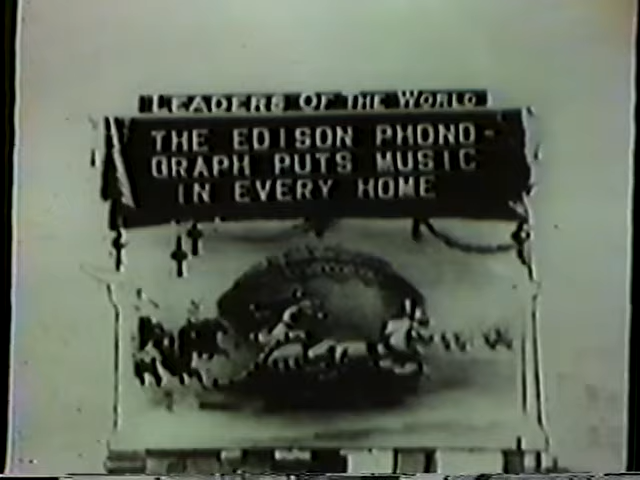 LEADERS OF THE WORLD
THE EDISON PHONO-
GRAPH PUTS MUSIC
IN EVERY HOME